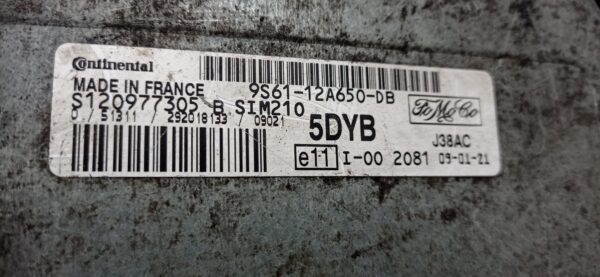 Continental
MADE IN FRANCE 9S61-12A650-DB
S120977305 B SIM210 FoMoCo
0 / 51311 / 292018133 / 09021
5DYB J38AC
e11 I-00 2081 09-01-21